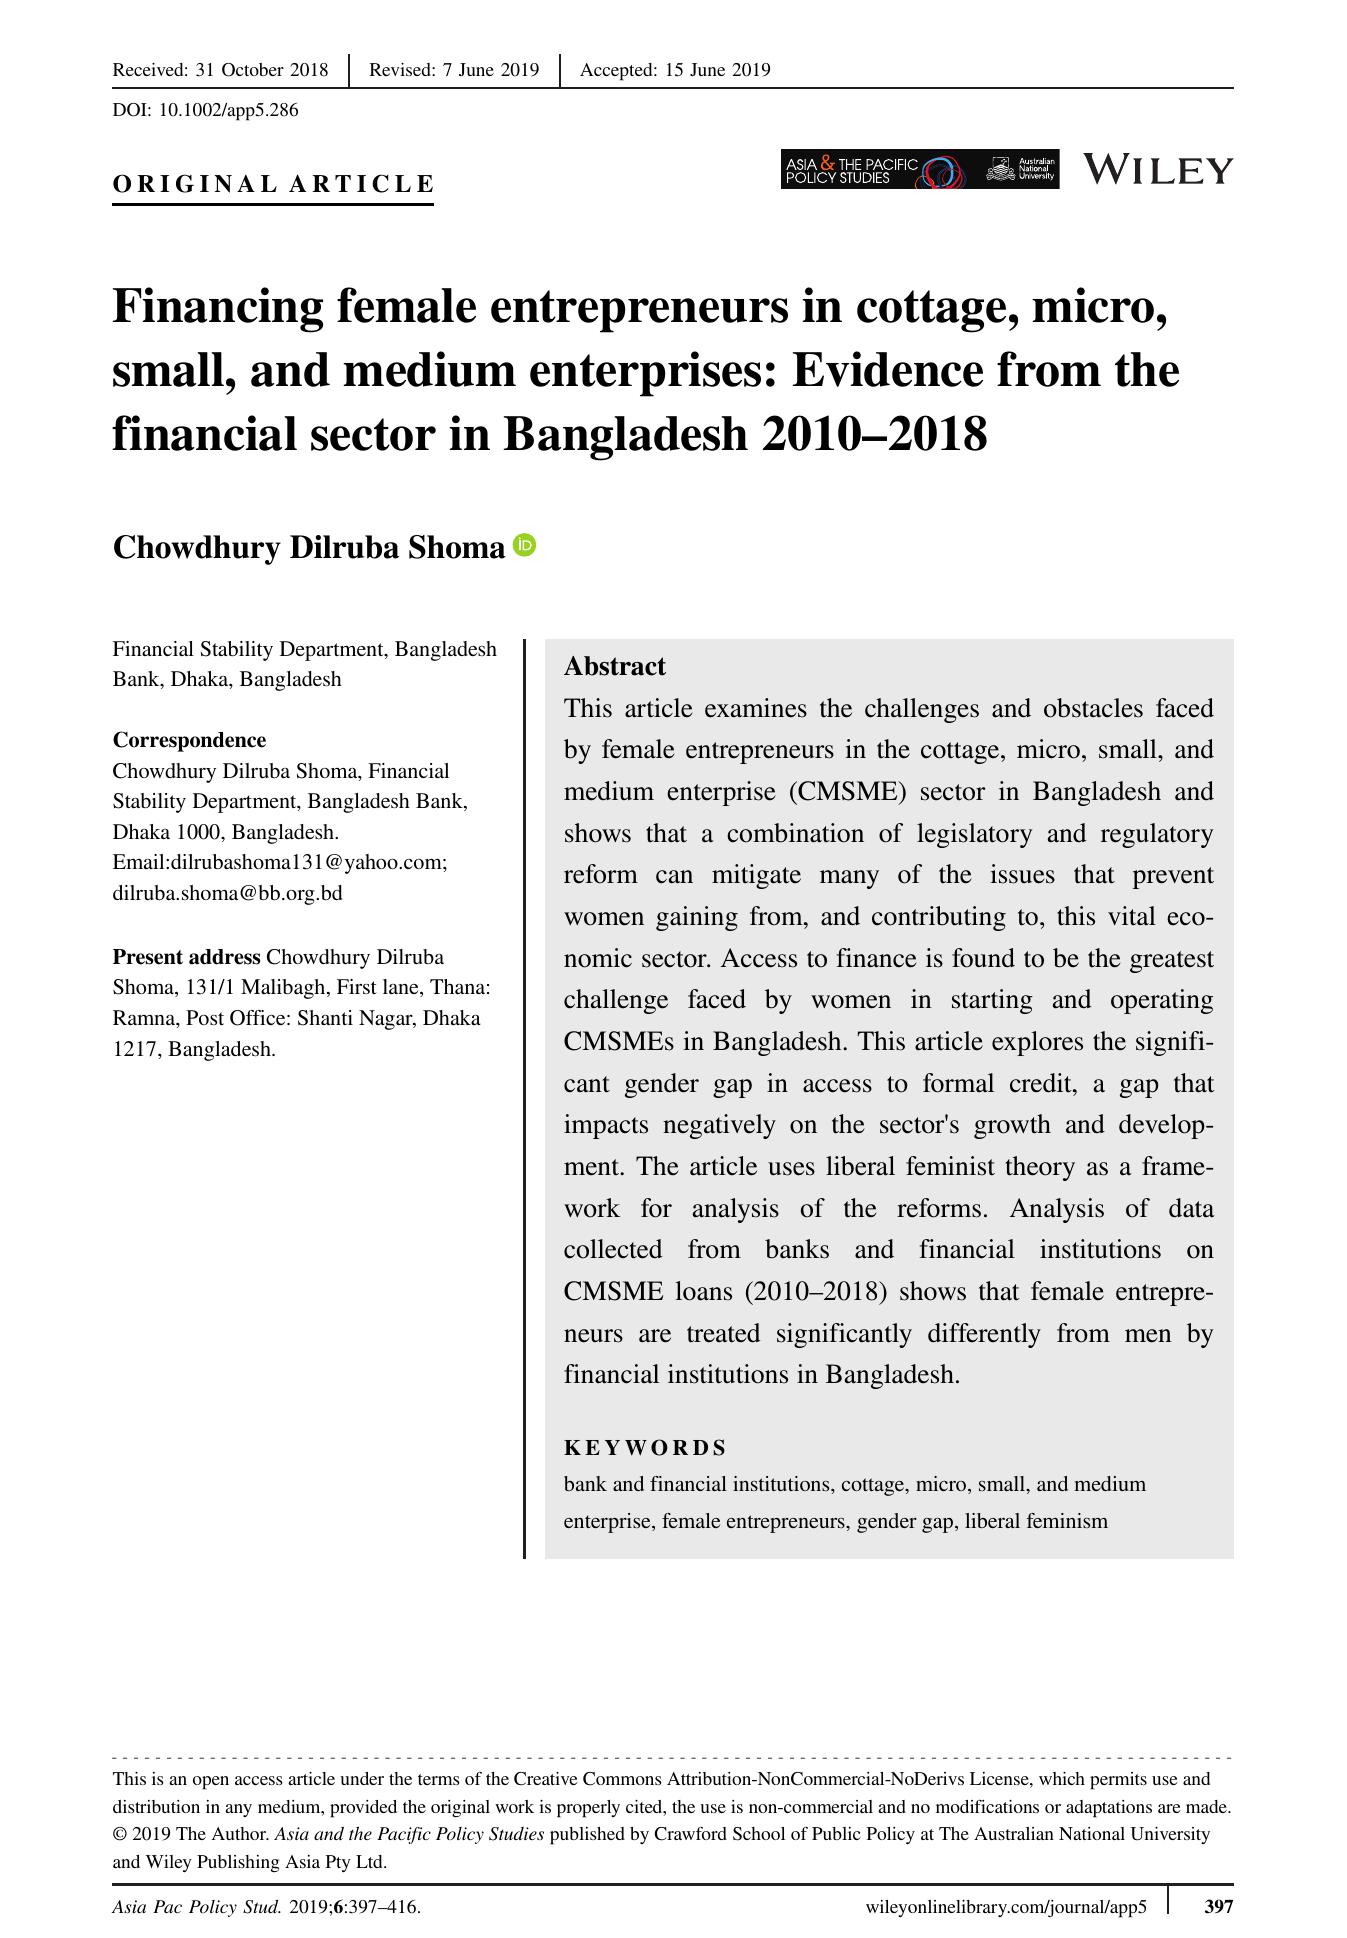 Received: 31 October 2018 Revised: 7 June 2019 Accepted: 15 June 2019
DOI: 10.1002/app5.286
ORIGINAL ARTICLE
ASIA & THE PACIFIC
POLICY STUDIES
Australian
National
University
WILEY
Financing female entrepreneurs in cottage, micro,
small, and medium enterprises: Evidence from the
financial sector in Bangladesh 2010–2018
Chowdhury Dilruba Shoma iD
Financial Stability Department, Bangladesh
Bank, Dhaka, Bangladesh
Correspondence
Chowdhury Dilruba Shoma, Financial
Stability Department, Bangladesh Bank,
Dhaka 1000, Bangladesh.
Email:dilrubashoma131@yahoo.com;
dilruba.shoma@bb.org.bd
Present address Chowdhury Dilruba
Shoma, 131/1 Malibagh, First lane, Thana:
Ramna, Post Office: Shanti Nagar, Dhaka
1217, Bangladesh.
Abstract
This article examines the challenges and obstacles faced
by female entrepreneurs in the cottage, micro, small, and
medium enterprise (CMSME) sector in Bangladesh and
shows that a combination of legislatory and regulatory
reform can mitigate many of the issues that prevent
women gaining from, and contributing to, this vital eco-
nomic sector. Access to finance is found to be the greatest
challenge faced by women in starting and operating
CMSMEs in Bangladesh. This article explores the signifi-
cant gender gap in access to formal credit, a gap that
impacts negatively on the sector's growth and develop-
ment. The article uses liberal feminist theory as a frame-
work for analysis of the reforms. Analysis of data
collected from banks and financial institutions on
CMSME loans (2010–2018) shows that female entrepre-
neurs are treated significantly differently from men by
financial institutions in Bangladesh.
KEYWORDS
bank and financial institutions, cottage, micro, small, and medium
enterprise, female entrepreneurs, gender gap, liberal feminism
This is an open access article under the terms of the Creative Commons Attribution-NonCommercial-NoDerivs License, which permits use and
distribution in any medium, provided the original work is properly cited, the use is non-commercial and no modifications or adaptations are made.
© 2019 The Author. Asia and the Pacific Policy Studies published by Crawford School of Public Policy at The Australian National University
and Wiley Publishing Asia Pty Ltd.
Asia Pac Policy Stud. 2019;6:397–416. wileyonlinelibrary.com/journal/app5 397